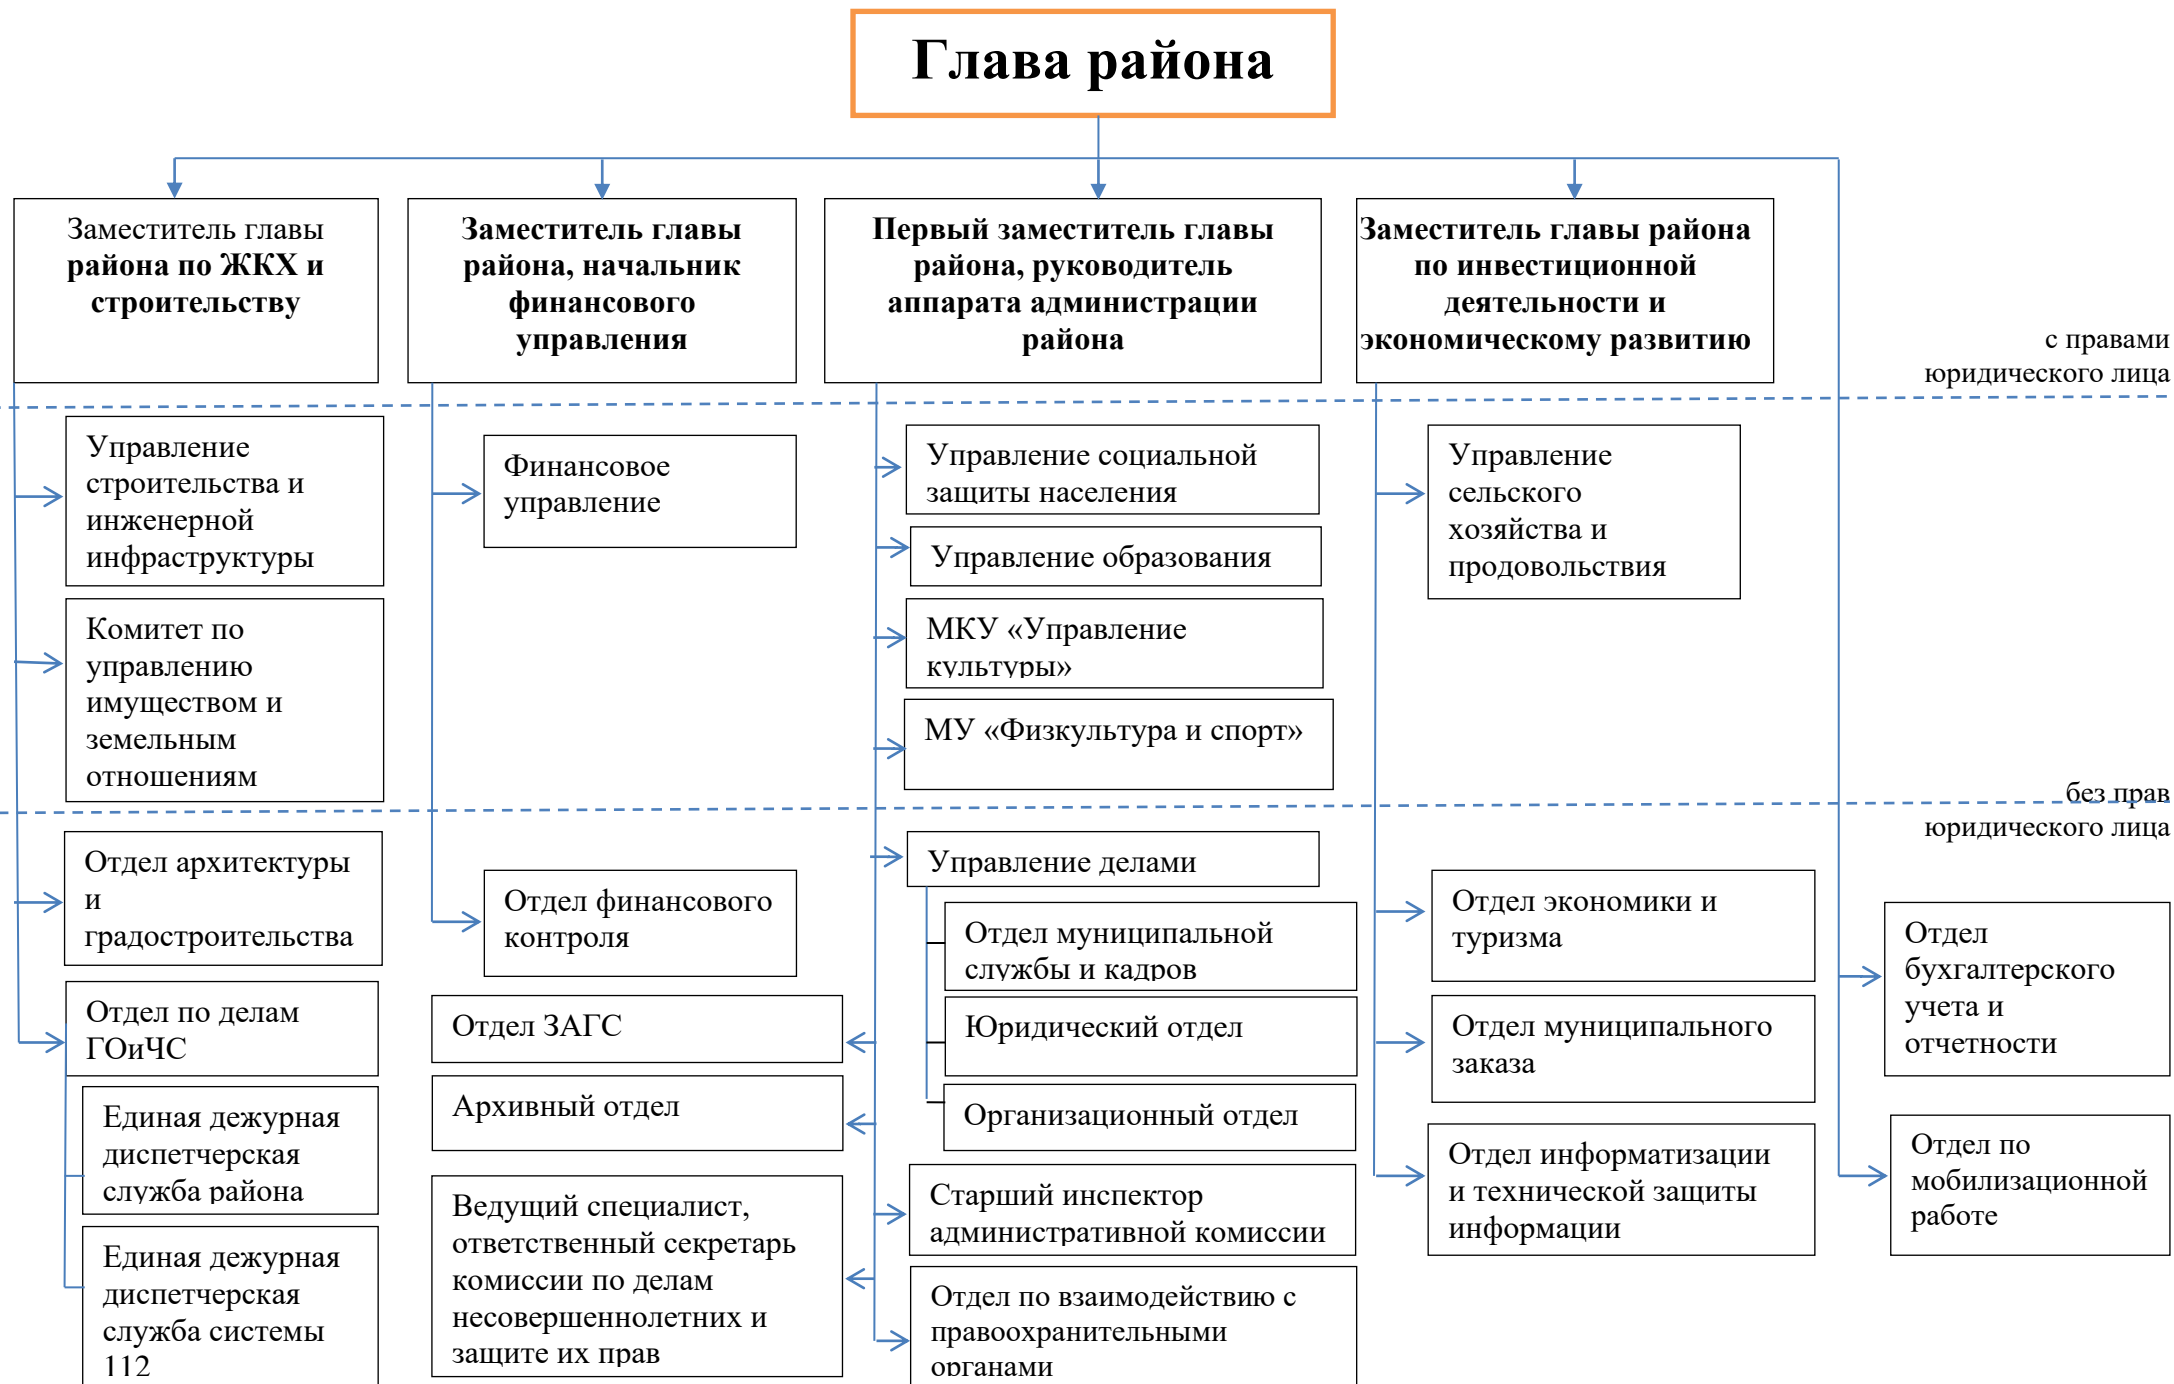 Глава района
Заместитель главы
района по ЖКХ и
строительству
Заместитель главы
района, начальник
финансового
управления
Первый заместитель главы
района, руководитель
аппарата администрации
района
Заместитель главы района
по инвестиционной
деятельности и
экономическому развитию
с правами
юридического лица
Управление
строительства и
инженерной
инфраструктуры
Комитет по
управлению
имуществом и
земельным
отношениям
Финансовое
управление
Управление социальной
защиты населения
Управление образования
МКУ «Управление
культуры»
МУ «Физкультура и спорт»
Управление
сельского
хозяйства и
продовольствия
без прав
юридического лица
Отдел архитектуры
и
градостроительства
Отдел по делам
ГОиЧС
Единая дежурная
диспетчерская
служба района
Единая дежурная
диспетчерская
служба системы
112
Отдел финансового
контроля
Отдел ЗАГС
Архивный отдел
Ведущий специалист,
ответственный секретарь
комиссии по делам
несовершеннолетних и
защите их прав
Управление делами
Отдел муниципальной
службы и кадров
Юридический отдел
Организационный отдел
Старший инспектор
административной комиссии
Отдел по взаимодействию с
правоохранительными
органами
Отдел экономики и
туризма
Отдел муниципального
заказа
Отдел информатизации
и технической защиты
информации
Отдел
бухгалтерского
учета и
отчетности
Отдел по
мобилизационной
работе